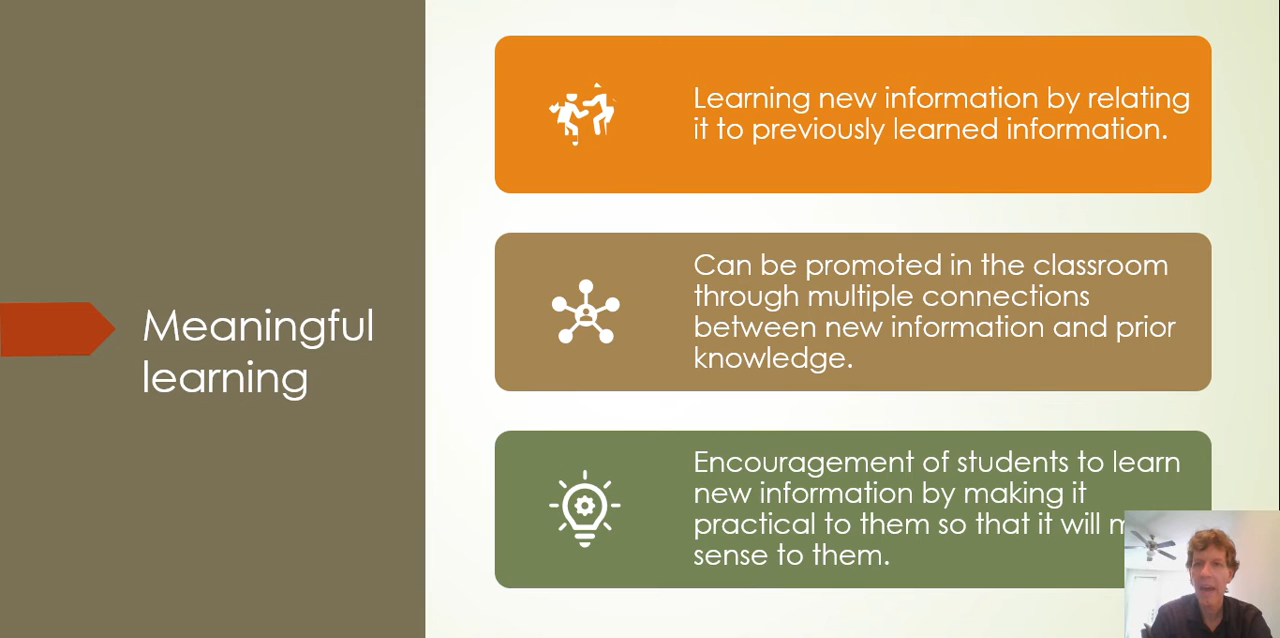 Meaningful
learning
Learning new information by relating
it to previously learned information.
Can be promoted in the classroom
through multiple connections
between new information and prior
knowledge.
Encouragement of students to learn
new information by making it
practical to them so that it will
sense to them.